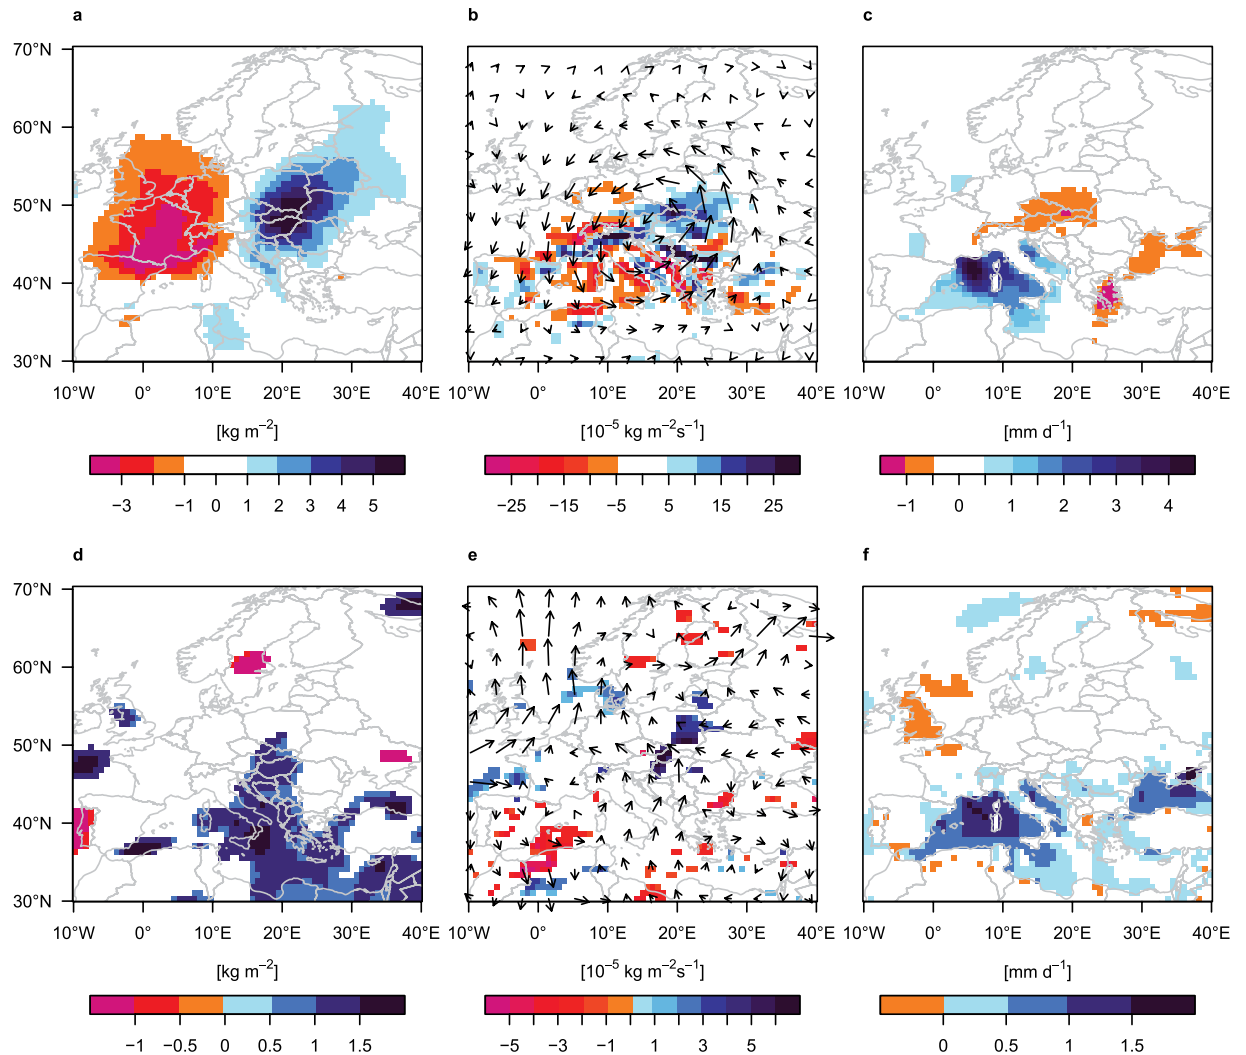 a b c
70°N
60°N
50°N
40°N
30°N
10°W 0° 10°E 20°E 30°E 40°E 10°W 0° 10°E 20°E 30°E 40°E 10°W 0° 10°E 20°E 30°E 40°E
[kg m−2] [10−5 kg m−2s−1] [mm d−1]
−3 −1 0 1 2 3 4 5 −25 −15 −5 5 15 25 −1 0 1 2 3 4
d e f
70°N
60°N
50°N
40°N
30°N
10°W 0° 10°E 20°E 30°E 40°E 10°W 0° 10°E 20°E 30°E 40°E 10°W 0° 10°E 20°E 30°E 40°E
[kg m−2] [10−5 kg m−2s−1] [mm d−1]
−1 −0.5 0 0.5 1 1.5 −5 −3 −1 1 3 5 0 0.5 1 1.5